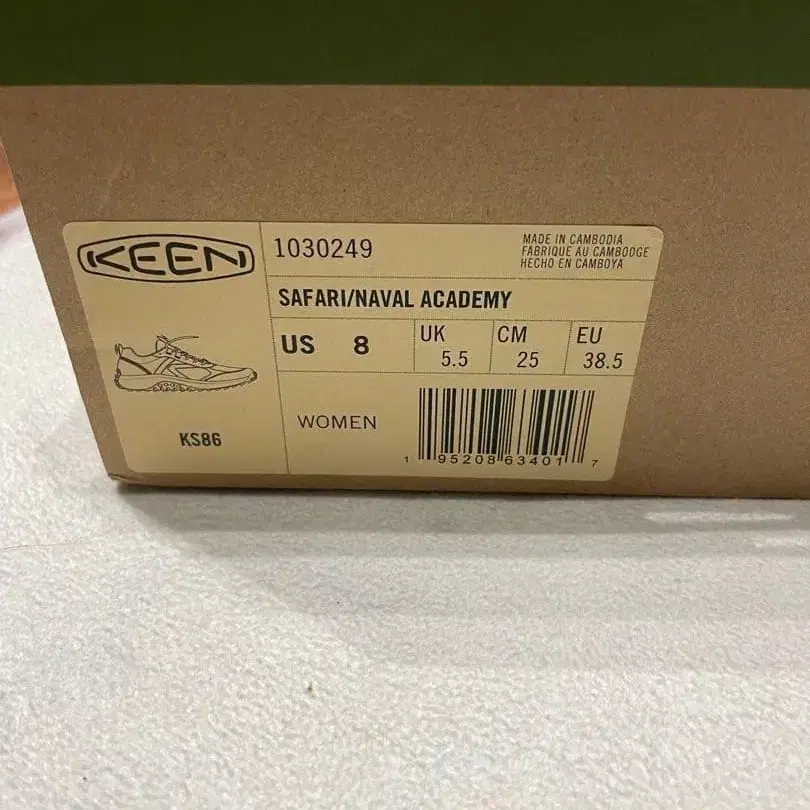 KEEN
1030249
MADE IN CAMBODIA
FABRIQUE AU CAMBODGE
HECHO EN CAMBOYA
SAFARI/NAVAL ACADEMY
US 8
UK 5.5
CM 25
EU 38.5
KS86
WOMEN
1 95208 63401 7